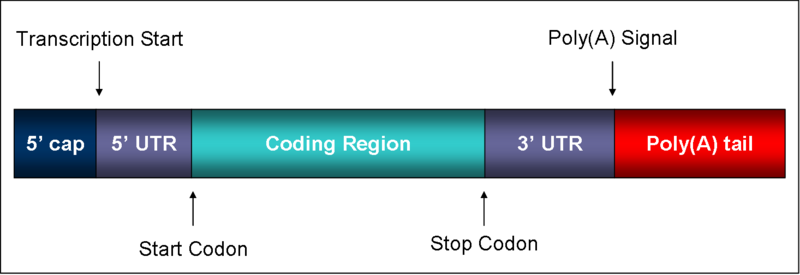 Transcription Start
Poly(A) Signal
5’ cap
5’ UTR
Coding Region
3’ UTR
Poly(A) tail
Start Codon
Stop Codon